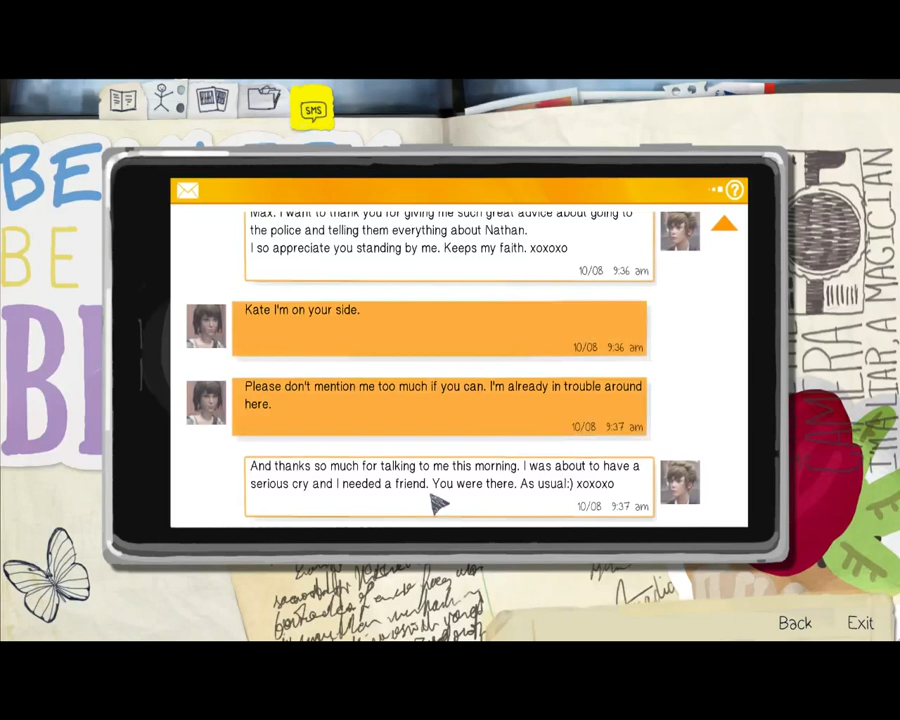 SMS
BE
BE
B
Max. I want to thank you for giving me such great advice about going to
the police and telling them everything about Nathan.
I so appreciate you standing by me. Keeps my faith. xoxoxo
10/08 9:36 am
Kate I'm on your side.
10/08 9:36 am
Please don't mention me too much if you can. I'm already in trouble around
here.
10/08 9:37 am
And thanks so much for talking to me this morning. I was about to have a
serious cry and I needed a friend. You were there. As usual:) xoxoxo
10/08 9:37 am
?
A MAGICIAN
Back Exit